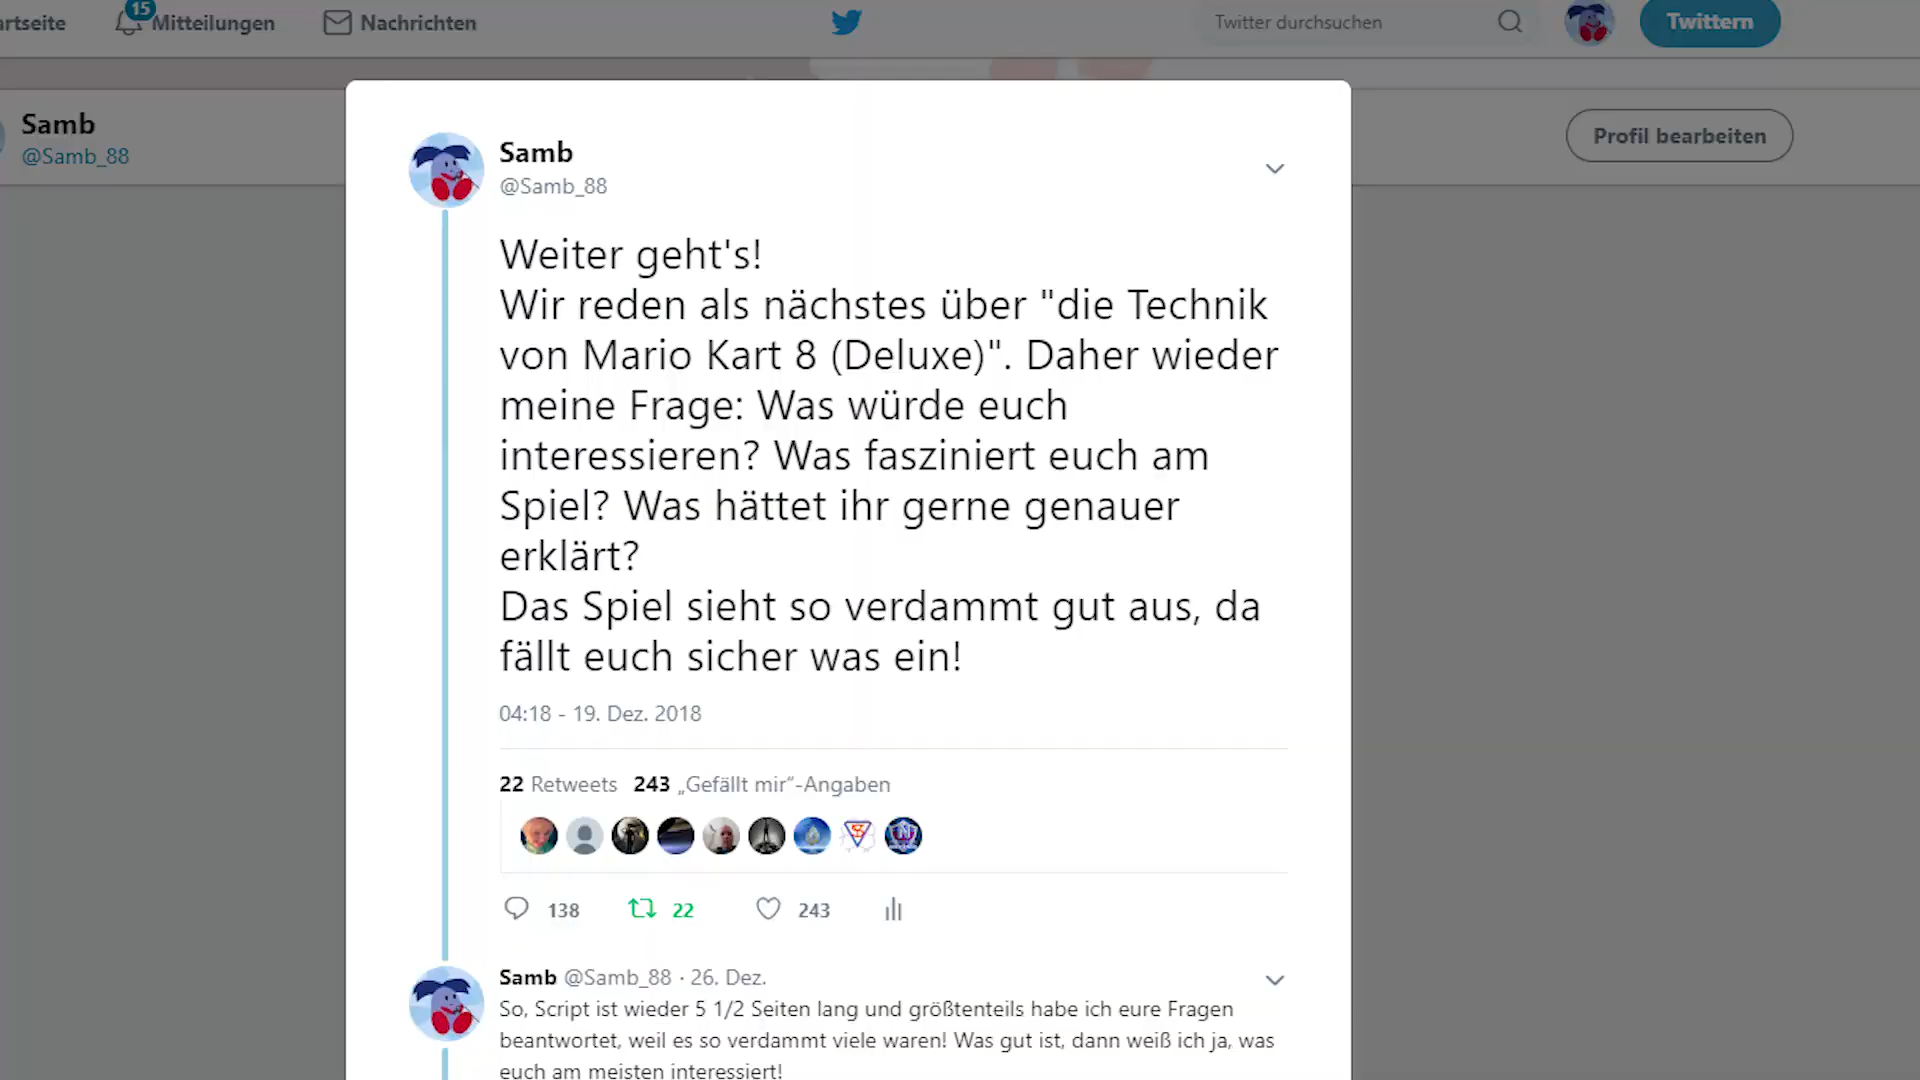 artseite
15
Mitteilungen
Nachrichten
Twitter durchsuchen
Twittern
Samb
@Samb_88
Profil bearbeiten
Samb
@Samb_88
Weiter geht's!
Wir reden als nächstes über "die Technik
von Mario Kart 8 (Deluxe)". Daher wieder
meine Frage: Was würde euch
interessieren? Was fasziniert euch am
Spiel? Was hättet ihr gerne genauer
erklärt?
Das Spiel sieht so verdammt gut aus, da
fällt euch sicher was ein!
04:18 - 19. Dez. 2018
22 Retweets 243 „Gefällt mir“-Angaben
138 22 243
Samb @Samb_88 · 26. Dez.
So, Script ist wieder 5 1/2 Seiten lang und größtenteils habe ich eure Fragen
beantwortet, weil es so verdammt viele waren! Was gut ist, dann weiß ich ja, was
euch am meisten interessiert!